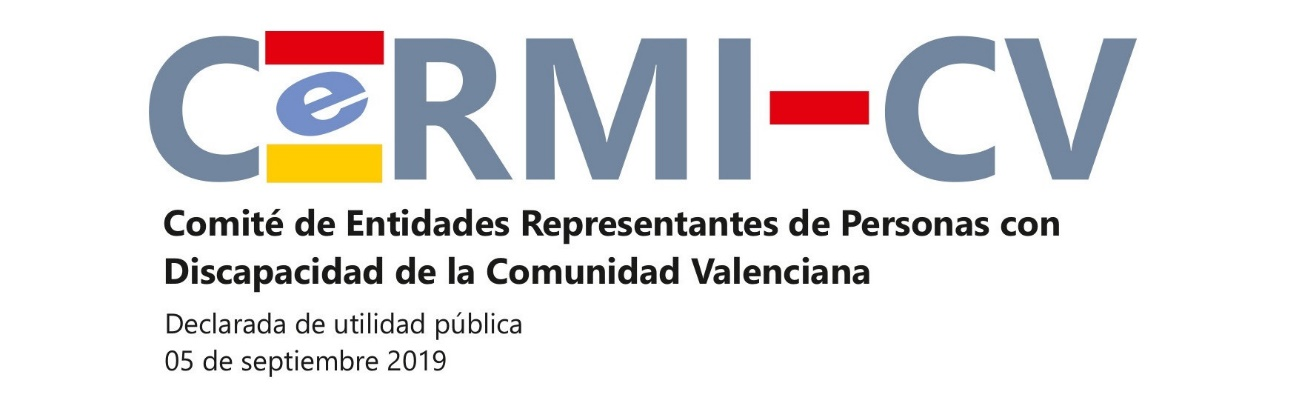 CeRMI-CV
Comité de Entidades Representantes de Personas con
Discapacidad de la Comunidad Valenciana
Declarada de utilidad pública
05 de septiembre 2019